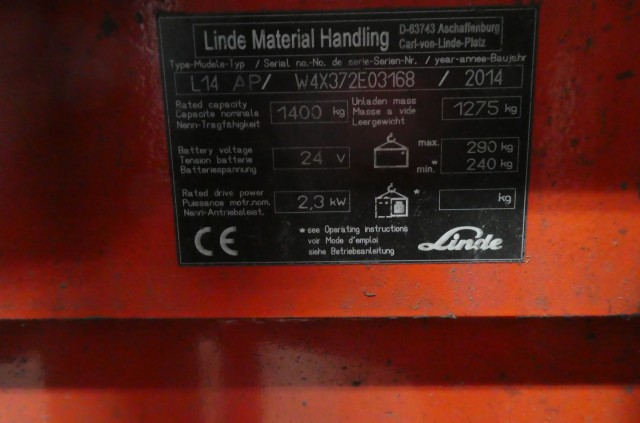 Linde Material Handling
D-63743 Aschaffenburg
Carl-von-Linde-Platz
Type-Modele-Typ / Serial no.-No. de serie-Serien-Nr. / year-annee-Baujahr
L14 AP/ W4X372E03168 / 2014
Rated capacity
Capacite nominale
Nenn-Tragfähigkeit
1400 kg
Unladen mass
Masse a vide
Leergewicht
1275 kg
Battery voltage
Tension batterie
Batteriespannung
24 V
max. 290 kg
min.* 240 kg
Rated drive power
Puissance motr.nom.
Nenn-Antriebsleist.
2,3 kW
* kg
CE
*see Operating instructions
voir Mode d'emploi
siehe Betriebsanleitung
Linde